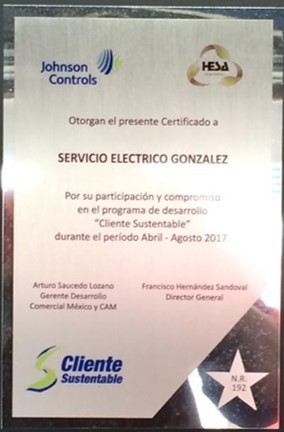 Johnson
Controls
HESA
Otorgan el presente Certificado a
SERVICIO ELECTRICO GONZALEZ
Por su participación y compromiso
en el programa de desarrollo
"Cliente Sustentable"
durante el período Abril - Agosto 2017
Arturo Saucedo Lozano
Gerente Desarrollo
Comercial México y CAM
Francisco Hernández Sandoval
Director General
Cliente
Sustentable
N.R.
192